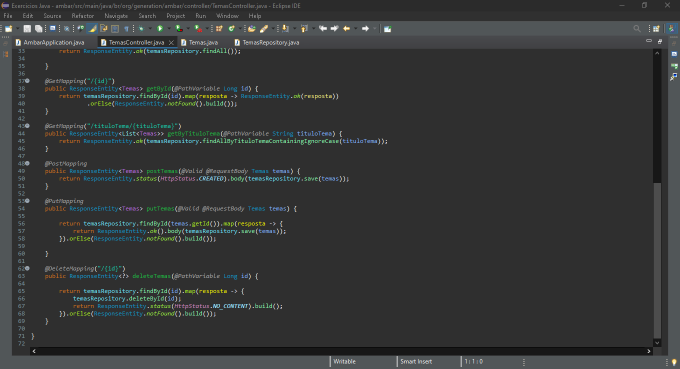 Exercicios Java - ambar/src/main/java/br/org/generation/ambar/controller/TemasController.java - Eclipse IDE
File Edit Source Refactor Navigate Search Project Run Window Help
AmbarApplication.java TemasController.java Temas.java TemasRepository.java
33 return ResponseEntity.ok(temasRepository.findAll());
34
35 }
36
37 @GetMapping("/{id}")
38 public ResponseEntity<Temas> getById(@PathVariable Long id) {
39 return temasRepository.findById(id).map(resposta -> ResponseEntity.ok(resposta))
40 .orElse(ResponseEntity.notFound().build());
41 }
42
43 @GetMapping("/tituloTema/{tituloTema}")
44 public ResponseEntity<List<Temas>> getByTituloTema(@PathVariable String tituloTema) {
45 return ResponseEntity.ok(temasRepository.findAllByTituloTemaContainingIgnoreCase(tituloTema));
46 }
47
48 @PostMapping
49 public ResponseEntity<Temas> postTemas(@Valid @RequestBody Temas temas) {
50 return ResponseEntity.status(HttpStatus.CREATED).body(temasRepository.save(temas));
51 }
52
53 @PutMapping
54 public ResponseEntity<Temas> putTemas(@Valid @RequestBody Temas temas) {
55
56 return temasRepository.findById(temas.getId()).map(resposta -> {
57 return ResponseEntity.ok().body(temasRepository.save(temas));
58 }).orElse(ResponseEntity.notFound().build());
59
60 }
61
62 @DeleteMapping("/{id}")
63 public ResponseEntity<?> deleteTemas(@PathVariable Long id) {
64
65 return temasRepository.findById(id).map(resposta -> {
66 temasRepository.deleteById(id);
67 return ResponseEntity.status(HttpStatus.NO_CONTENT).build();
68 }).orElse(ResponseEntity.notFound().build());
69 }
70
71 }
72
Writable Smart Insert 1 : 1 : 0